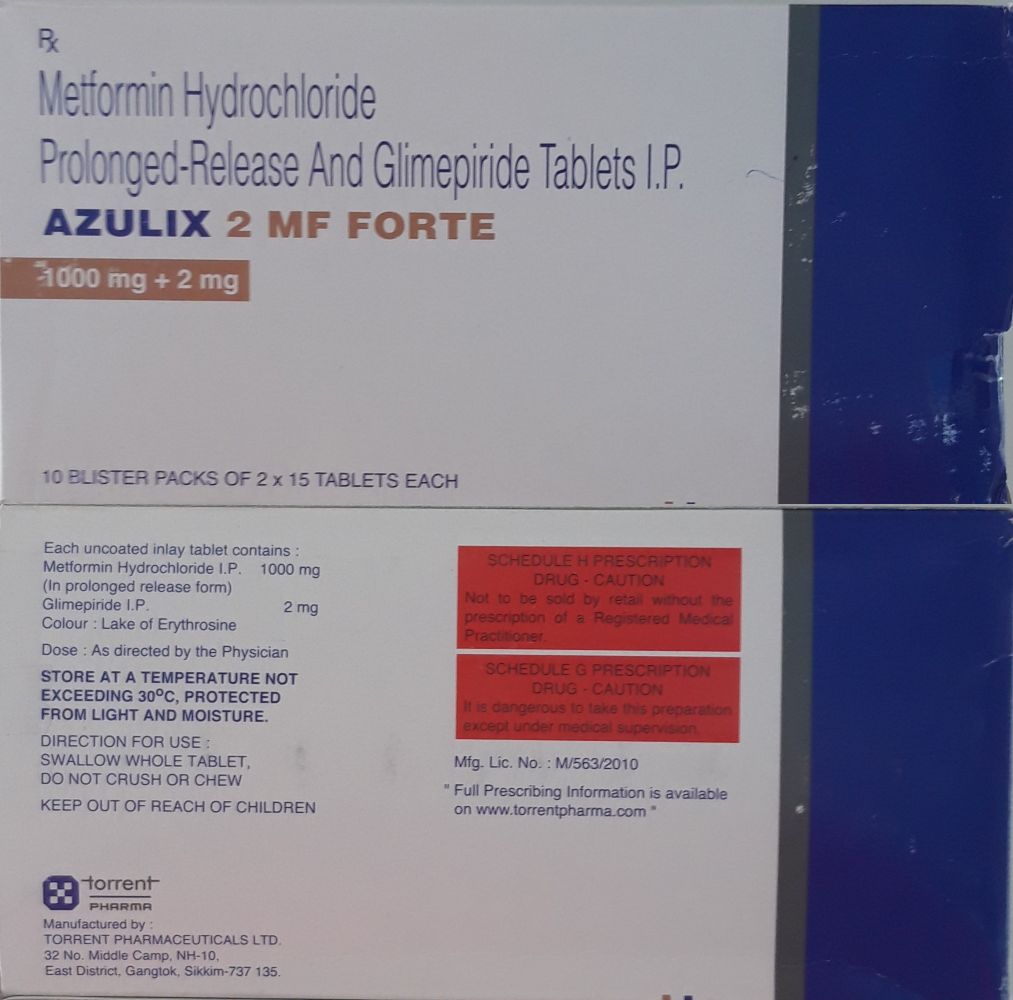 Rx
Metformin Hydrochloride
Prolonged-Release And Glimepiride Tablets I.P.
AZULIX 2 MF FORTE
1000 mg + 2 mg
10 BLISTER PACKS OF 2 x 15 TABLETS EACH
Each uncoated inlay tablet contains :
Metformin Hydrochloride I.P. 1000 mg
(In prolonged release form)
Glimepiride I.P. 2 mg
Colour : Lake of Erythrosine
Dose : As directed by the Physician
STORE AT A TEMPERATURE NOT
EXCEEDING 30°C, PROTECTED
FROM LIGHT AND MOISTURE.
DIRECTION FOR USE :
SWALLOW WHOLE TABLET,
DO NOT CRUSH OR CHEW
KEEP OUT OF REACH OF CHILDREN
torrent
PHARMA
Manufactured by :
TORRENT PHARMACEUTICALS LTD.
32 No. Middle Camp, NH-10,
East District, Gangtok, Sikkim-737 135.
SCHEDULE H PRESCRIPTION
DRUG - CAUTION
Not to be sold by retail without the
prescription of a Registered Medical
Practitioner.
SCHEDULE G PRESCRIPTION
DRUG - CAUTION
It is dangerous to take this preparation
except under medical supervision.
Mfg. Lic. No. : M/563/2010
" Full Prescribing Information is available
on www.torrentpharma.com "